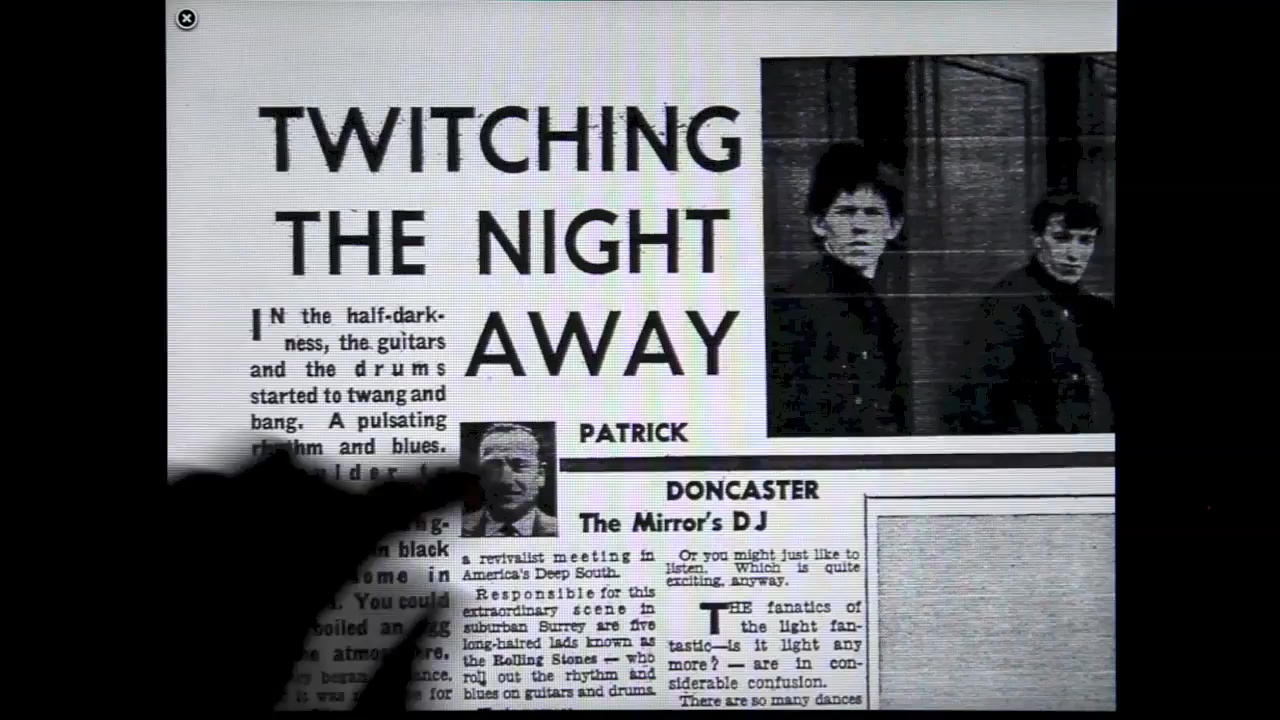 TWITCHING
THE NIGHT
AWAY
IN the half-dark-
ness, the guitars
and the drums
started to twang and
bang. A pulsating
rhythm and blues.
black
in
You could
boiled an egg
for
PATRICK
DONCASTER
The Mirror's DJ
a revivalist meeting in
America's Deep South.
Responsible for this
extraordinary scene in
suburban Surrey are five
long-haired lads known as
the Rolling Stones — who
roll out the rhythm and
blues on guitars and drums.
Or you might just like to
listen. Which is quite
exciting, anyway.
THE fanatics of
the light fan-
tastic—is it light any
more? — are in con-
siderable confusion.
There are so many dances